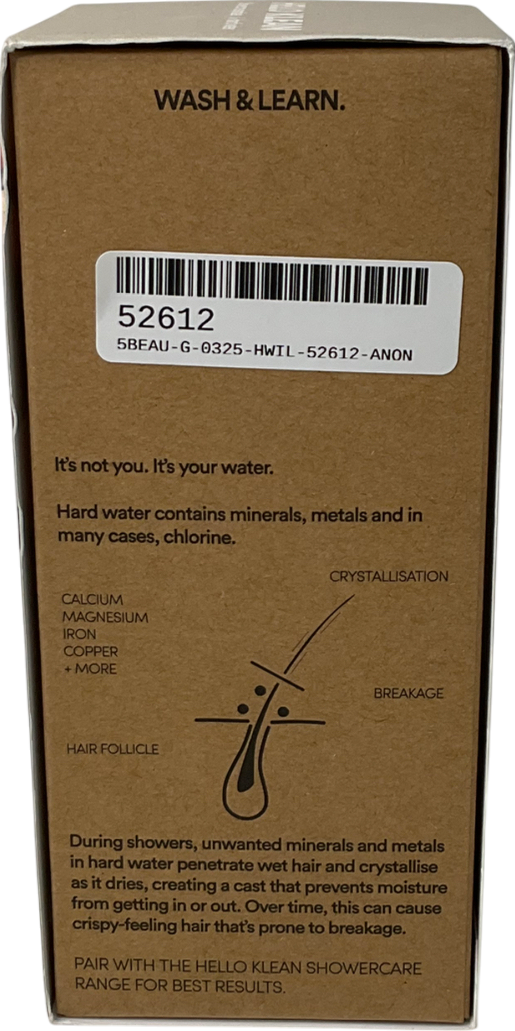 WASH & LEARN.
52612
5BEAU-G-0325-HWIL-52612-ANON
It's not you. It's your water.
Hard water contains minerals, metals and in
many cases, chlorine.
CRYSTALLISATION
CALCIUM
MAGNESIUM
IRON
COPPER
+ MORE
BREAKAGE
HAIR FOLLICLE
During showers, unwanted minerals and metals
in hard water penetrate wet hair and crystallise
as it dries, creating a cast that prevents moisture
from getting in or out. Over time, this can cause
crispy-feeling hair that's prone to breakage.
PAIR WITH THE HELLO KLEAN SHOWERCARE
RANGE FOR BEST RESULTS.